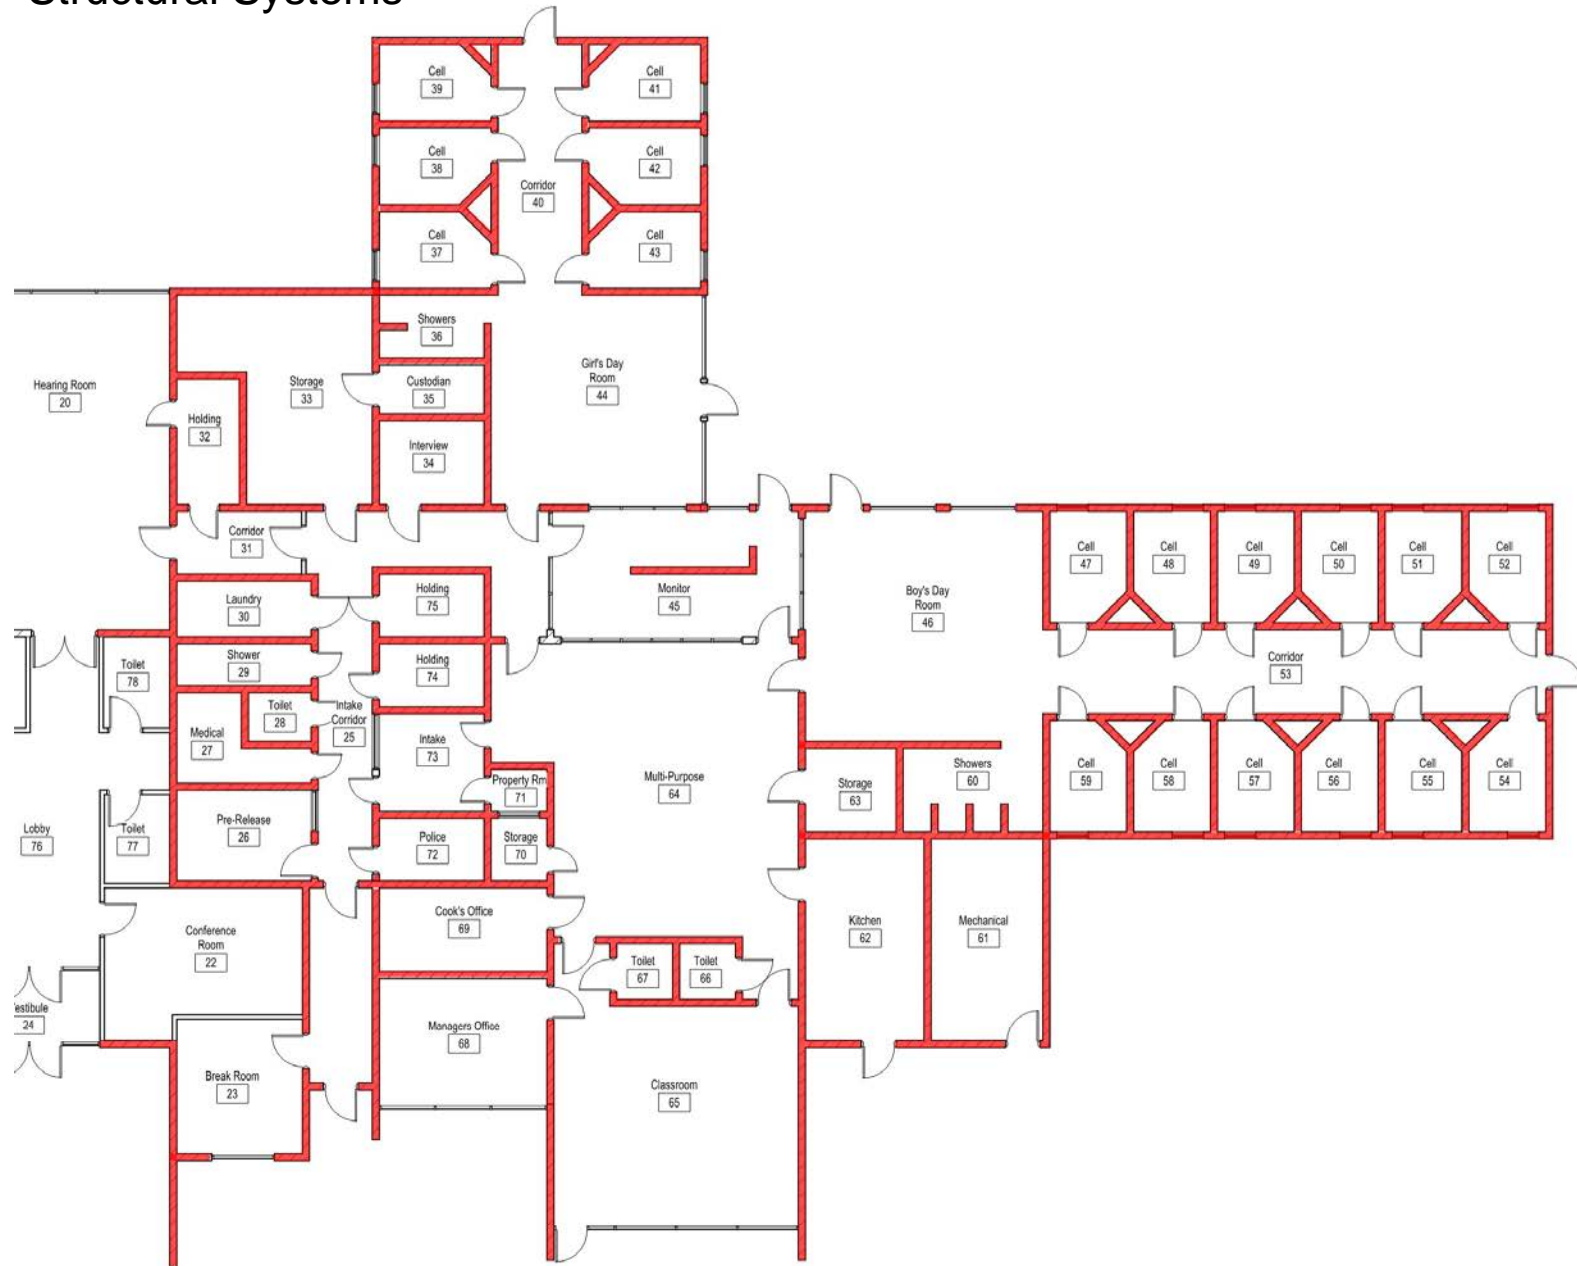 Structural Systems
Cell
39
Cell
41
Cell
38
Cell
42
Corridor
40
Cell
37
Cell
43
Showers
36
Hearing Room
20
Storage
33
Custodian
35
Girl's Day
Room
44
Holding
32
Interview
34
Corridor
31
Laundry
30
Holding
75
Monitor
45
Boy's Day
Room
46
Cell
47
Cell
48
Cell
49
Cell
50
Cell
51
Cell
52
Toilet
78
Shower
29
Holding
74
Corridor
53
Toilet
28
Intake
Corridor
25
Medical
27
Intake
73
Property Rm
71
Multi-Purpose
64
Storage
63
Showers
60
Cell
59
Cell
58
Cell
57
Cell
56
Cell
55
Cell
54
Lobby
76
Toilet
77
Pre-Release
26
Police
72
Storage
70
Conference
Room
22
Cook's Office
69
Toilet
67
Toilet
66
Kitchen
62
Mechanical
61
estibule
24
Managers Office
68
Break Room
23
Classroom
65